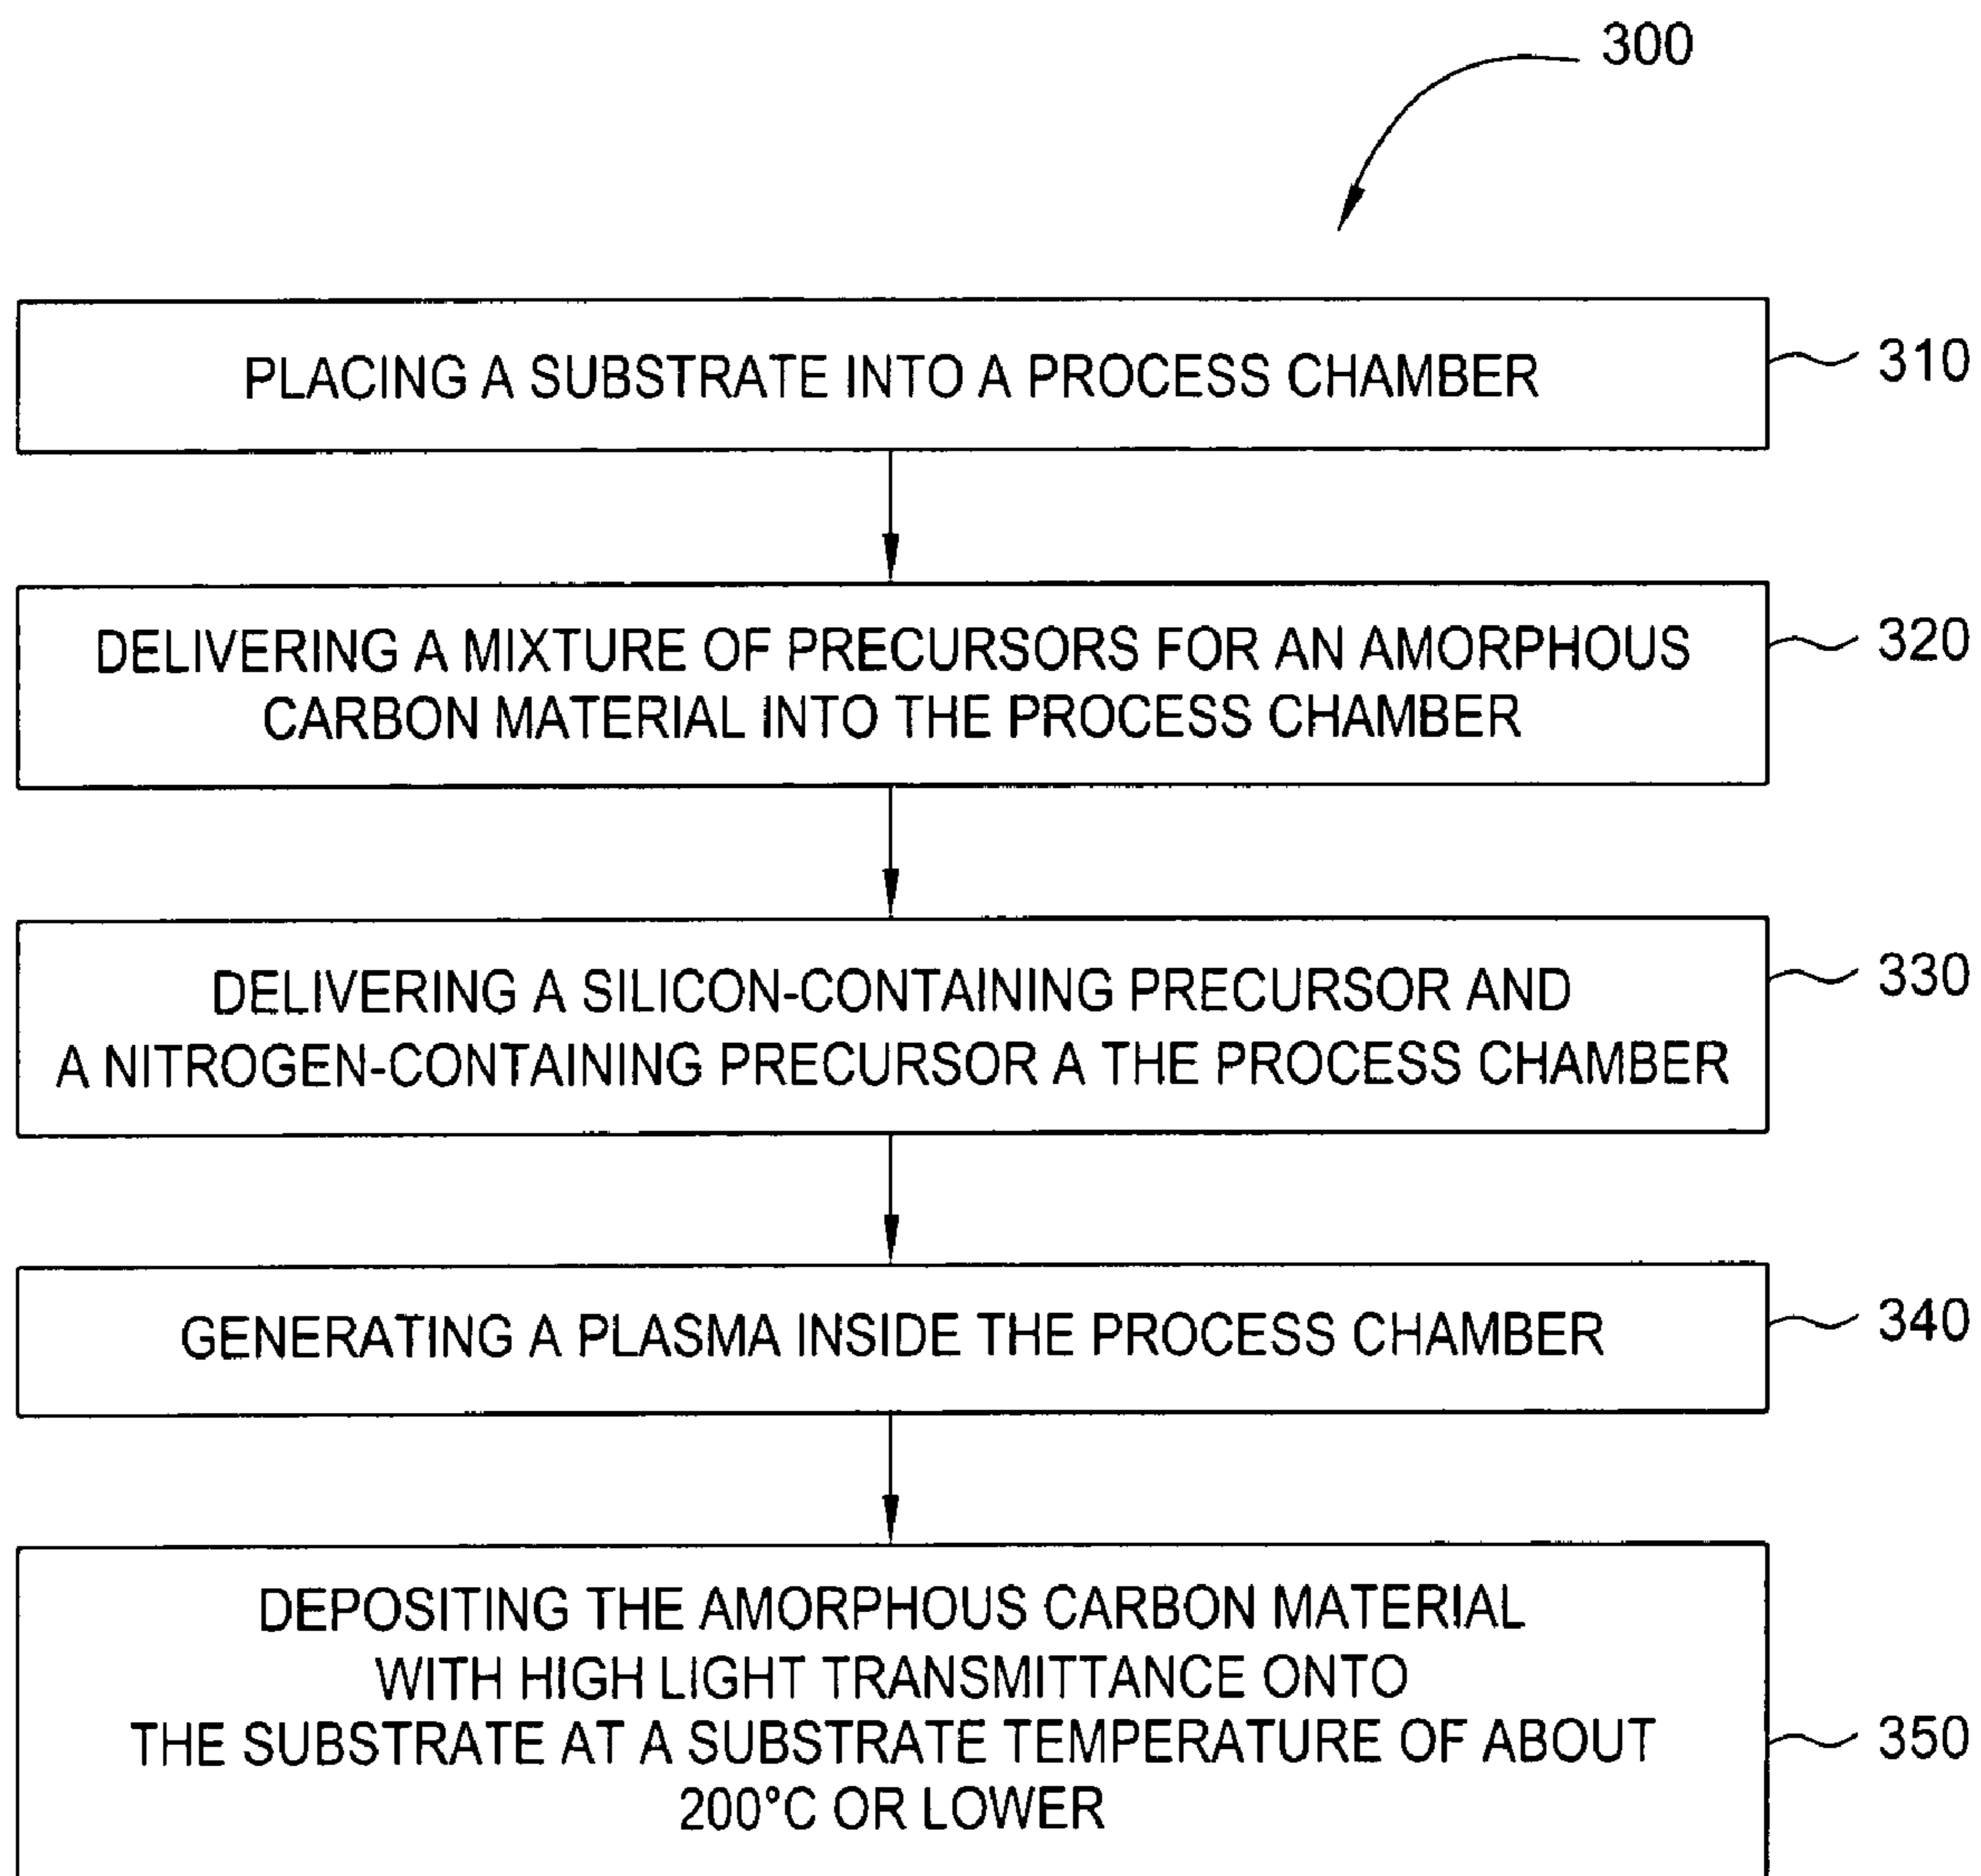 300
PLACING A SUBSTRATE INTO A PROCESS CHAMBER
310
DELIVERING A MIXTURE OF PRECURSORS FOR AN AMORPHOUS
CARBON MATERIAL INTO THE PROCESS CHAMBER
320
DELIVERING A SILICON-CONTAINING PRECURSOR AND
A NITROGEN-CONTAINING PRECURSOR A THE PROCESS CHAMBER
330
GENERATING A PLASMA INSIDE THE PROCESS CHAMBER
340
DEPOSITING THE AMORPHOUS CARBON MATERIAL
WITH HIGH LIGHT TRANSMITTANCE ONTO
THE SUBSTRATE AT A SUBSTRATE TEMPERATURE OF ABOUT
200°C OR LOWER
350